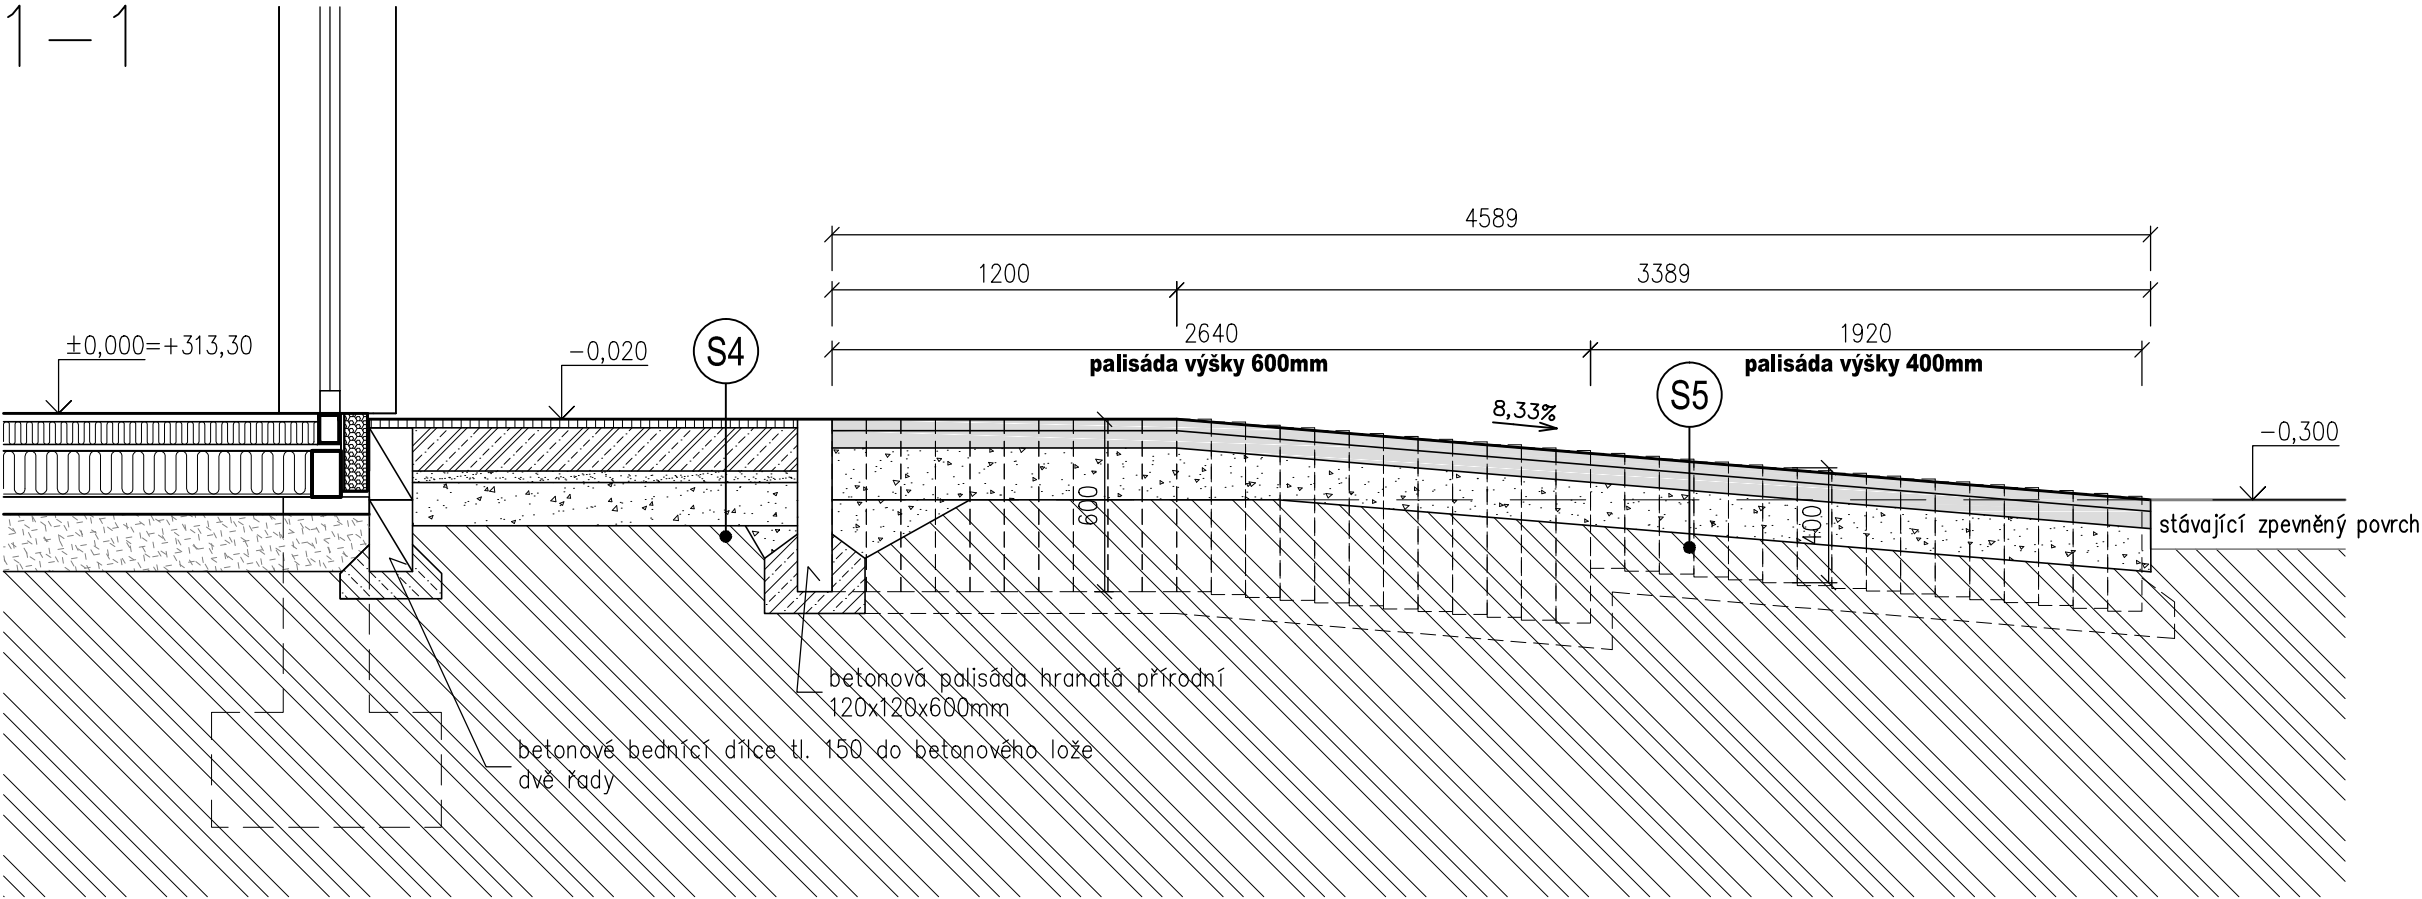 1–1
4589
1200
3389
±0,000=+313,30
-0,020
S4
2640
palisáda výšky 600mm
1920
palisáda výšky 400mm
8,33%
S5
-0,300
600
400
stávající zpevněný povrch
betonová palisáda hranatá přírodní
120x120x600mm
betonové bednící dílce tl. 150 do betonového lože
dvě řady